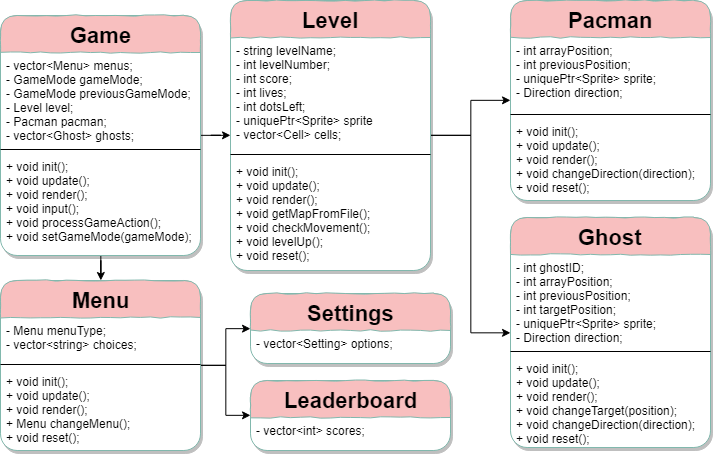 Game
- vector<Menu> menus;
- GameMode gameMode;
- GameMode previousGameMode;
- Level level;
- Pacman pacman;
- vector<Ghost> ghosts;
+ void init();
+ void update();
+ void render();
+ void input();
+ void processGameAction();
+ void setGameMode(gameMode);
Level
- string levelName;
- int levelNumber;
- int score;
- int lives;
- int dotsLeft;
- uniquePtr<Sprite> sprite
- vector<Cell> cells;
+ void init();
+ void update();
+ void render();
+ void getMapFromFile();
+ void checkMovement();
+ void levelUp();
+ void reset();
Pacman
- int arrayPosition;
- int previousPosition;
- uniquePtr<Sprite> sprite;
- Direction direction;
+ void init();
+ void update();
+ void render();
+ void changeDirection(direction);
+ void reset();
Ghost
- int ghostID;
- int arrayPosition;
- int previousPosition;
- int targetPosition;
- uniquePtr<Sprite> sprite;
- Direction direction;
+ void init();
+ void update();
+ void render();
+ void changeTarget(position);
+ void changeDirection(direction);
+ void reset();
Menu
- Menu menuType;
- vector<string> choices;
+ void init();
+ void update();
+ void render();
+ Menu changeMenu();
+ void reset();
Settings
- vector<Setting> options;
Leaderboard
- vector<int> scores;